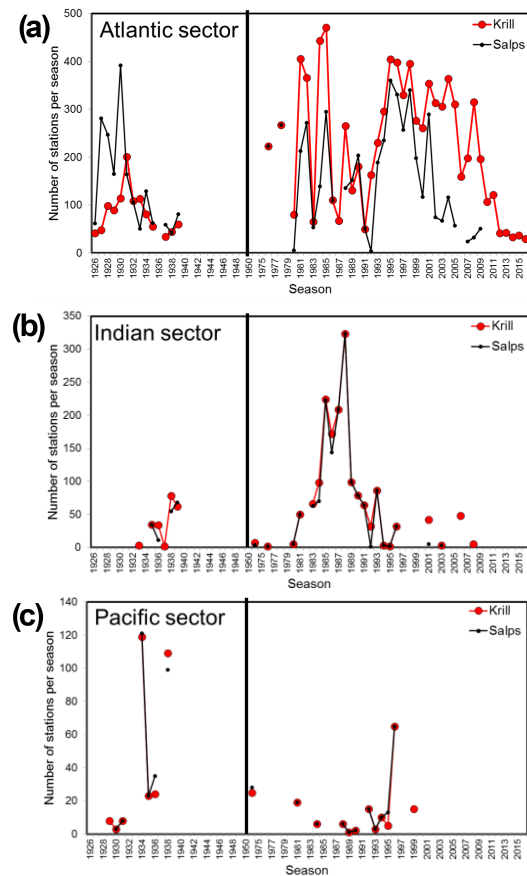 (a)
Atlantic sector
Krill
Salps
Number of stations per season
500
400
300
200
100
0
1926 1928 1930 1932 1934 1936 1938 1940 1942 1944 1946 1948 1950 1975 1977 1979 1981 1983 1985 1987 1989 1991 1993 1995 1997 1999 2001 2003 2005 2007 2009 2011 2013 2015
Season
(b)
Indian sector
Krill
Salps
Number of stations per season
350
300
250
200
150
100
50
0
1926 1928 1930 1932 1934 1936 1938 1940 1942 1944 1946 1948 1950 1975 1977 1979 1981 1983 1985 1987 1989 1991 1993 1995 1997 1999 2001 2003 2005 2007 2009 2011 2013 2015
Season
(c)
Pacific sector
Krill
Salps
Number of stations per season
140
120
100
80
60
40
20
0
1926 1928 1930 1932 1934 1936 1938 1940 1942 1944 1946 1948 1950 1975 1977 1979 1981 1983 1985 1987 1989 1991 1993 1995 1997 1999 2001 2003 2005 2007 2009 2011 2013 2015
Season